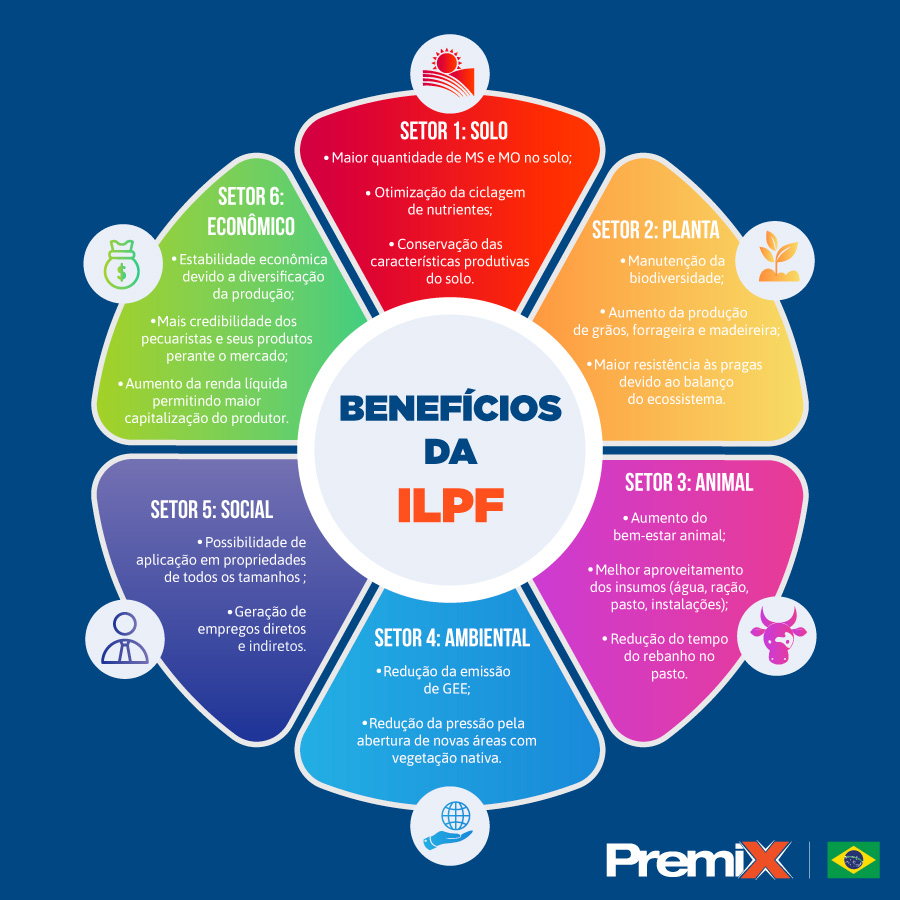 SETOR 1: SOLO
• Maior quantidade de MS e MO no solo;
• Otimização da ciclagem
de nutrientes;
• Conservação das
características produtivas
do solo.
SETOR 2: PLANTA
• Manutenção da
biodiversidade;
• Aumento da produção
de grãos, forrageira e madeireira;
• Maior resistência às pragas
devido ao balanço
do ecossistema.
SETOR 3: ANIMAL
• Aumento do
bem-estar animal;
• Melhor aproveitamento
dos insumos (água, ração,
pasto, instalações);
• Redução do tempo
do rebanho no
pasto.
SETOR 4: AMBIENTAL
• Redução da emissão
de GEE;
• Redução da pressão pela
abertura de novas áreas com
vegetação nativa.
SETOR 5: SOCIAL
• Possibilidade de
aplicação em propriedades
de todos os tamanhos ;
• Geração de
empregos diretos
e indiretos.
SETOR 6:
ECONÔMICO
• Estabilidade econômica
devido a diversificação
da produção;
• Mais credibilidade dos
pecuaristas e seus produtos
perante o mercado;
• Aumento da renda líquida
permitindo maior
capitalização do produtor.
$
BENEFÍCIOS
DA
ILPF
PremiX